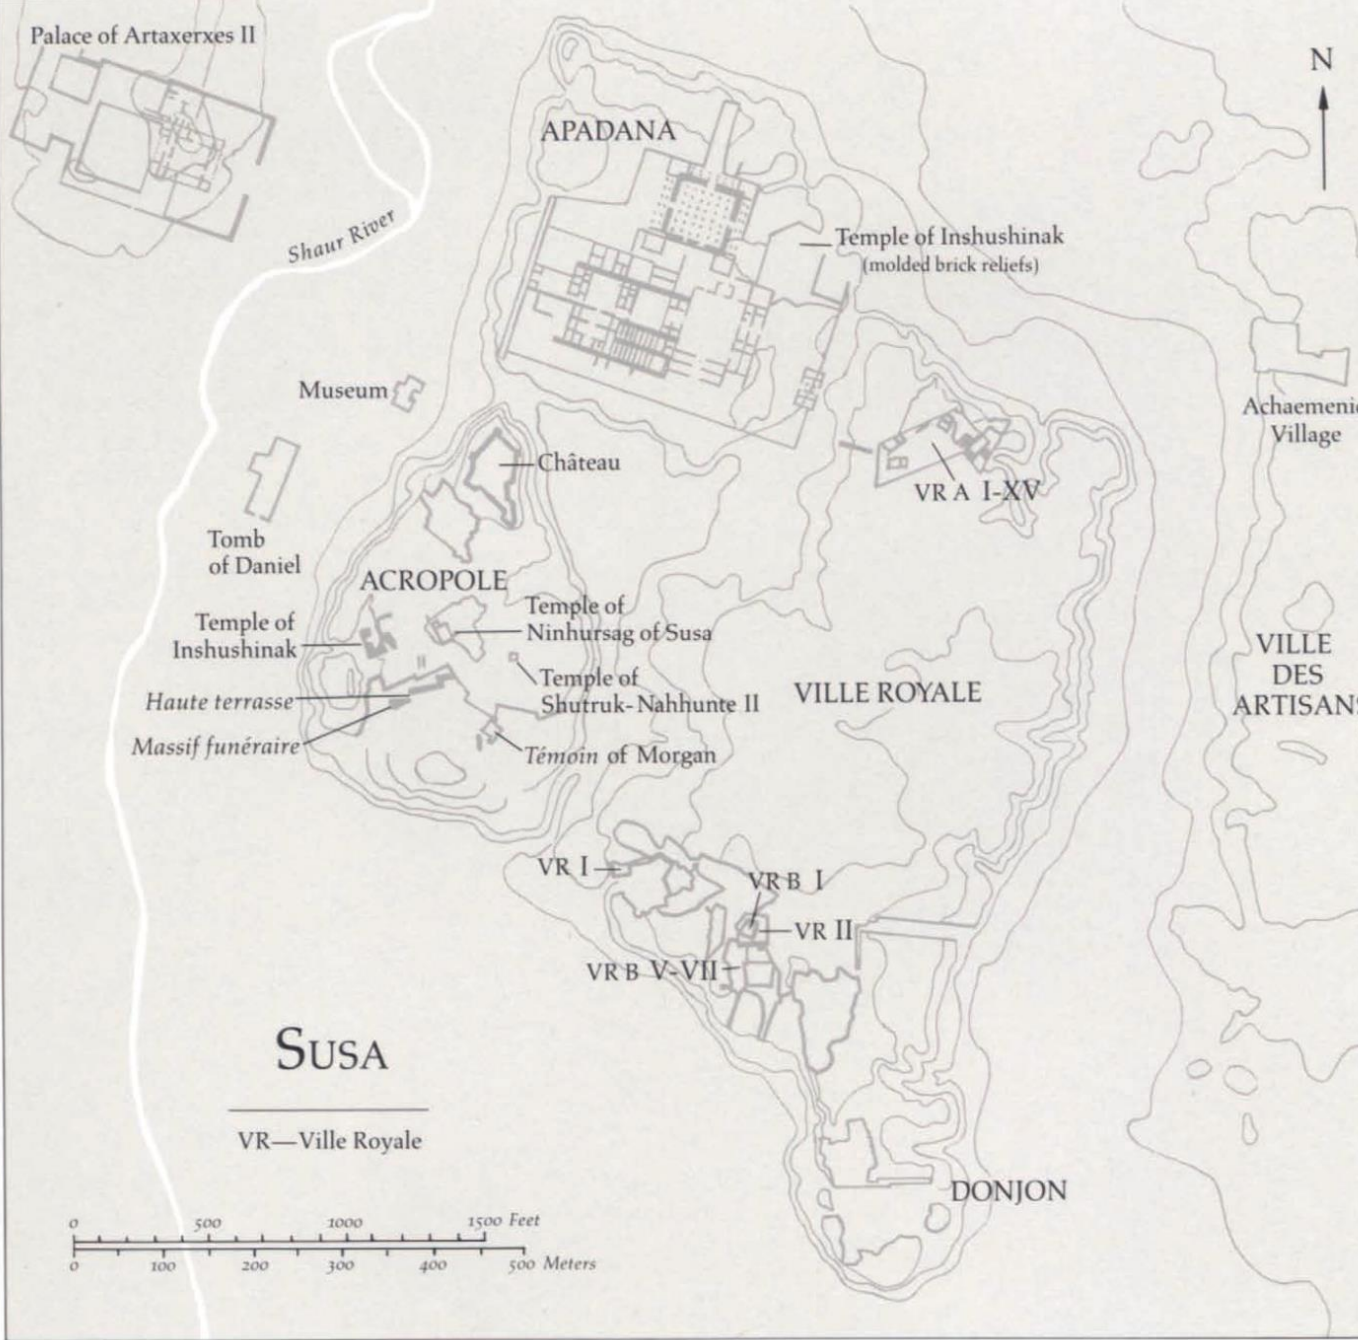 Palace of Artaxerxes II
N
APADANA
Shaur River
Temple of Inshushinak
(molded brick reliefs)
Museum
Achaemenid
Village
Château
VR A I-XV
Tomb
of Daniel
ACROPOLE
Temple of
Ninhursag of Susa
Temple of
Inshushinak
Temple of
Shutruk-Nahhunte II
VILLE ROYALE
VILLE
DES
ARTISANS
Haute terrasse
Massif funéraire
Témoin of Morgan
VR I
VR B I
VR II
VR B V-VII
SUSA
VR—Ville Royale
DONJON
0 500 1000 1500 Feet
0 100 200 300 400 500 Meters